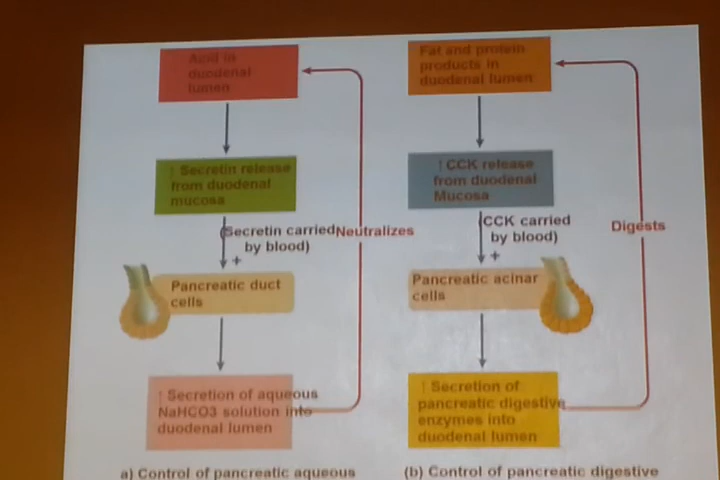 Acid in
duodenal
lumen
↑ Secretin release
from duodenal
mucosa
(Secretin carried
by blood)
+
Neutralizes
Pancreatic duct
cells
↑ Secretion of aqueous
NaHCO3 solution into
duodenal lumen
a) Control of pancreatic aqueous
Fat and protein
products in
duodenal lumen
↑ CCK release
from duodenal
Mucosa
(CCK carried
by blood)
+
Digests
Pancreatic acinar
cells
↑ Secretion of
pancreatic digestive
enzymes into
duodenal lumen
(b) Control of pancreatic digestive